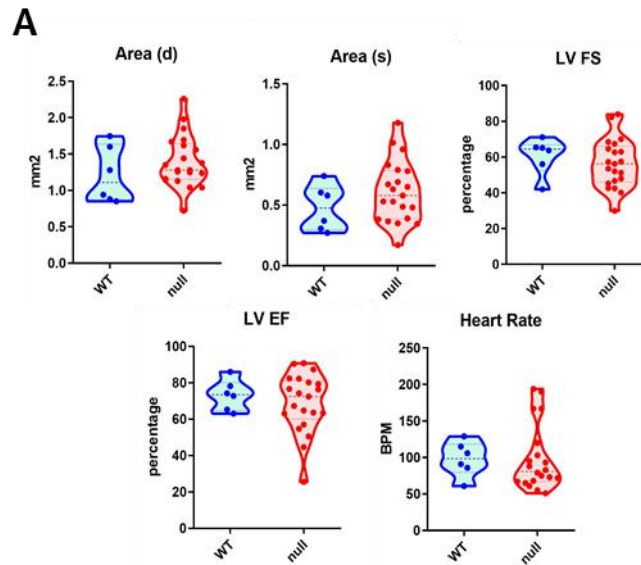 A
Area (d)
mm2
2.5
2.0
1.5
1.0
0.5
0.0
WT
null
Area (s)
mm2
1.5
1.0
0.5
0.0
WT
null
LV FS
percentage
100
80
60
40
20
0
WT
null
LV EF
percentage
100
80
60
40
20
0
WT
null
Heart Rate
BPM
250
200
150
100
50
0
WT
null